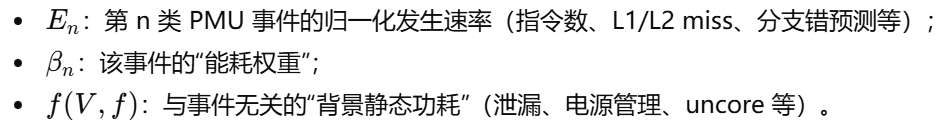 • Eₙ：第 n 类 PMU 事件的归一化发生速率（指令数、L1/L2 miss、分支错预测等）；
• βₙ：该事件的“能耗权重”；
• f(V, f)：与事件无关的“背景静态功耗”（泄漏、电源管理、uncore 等）。